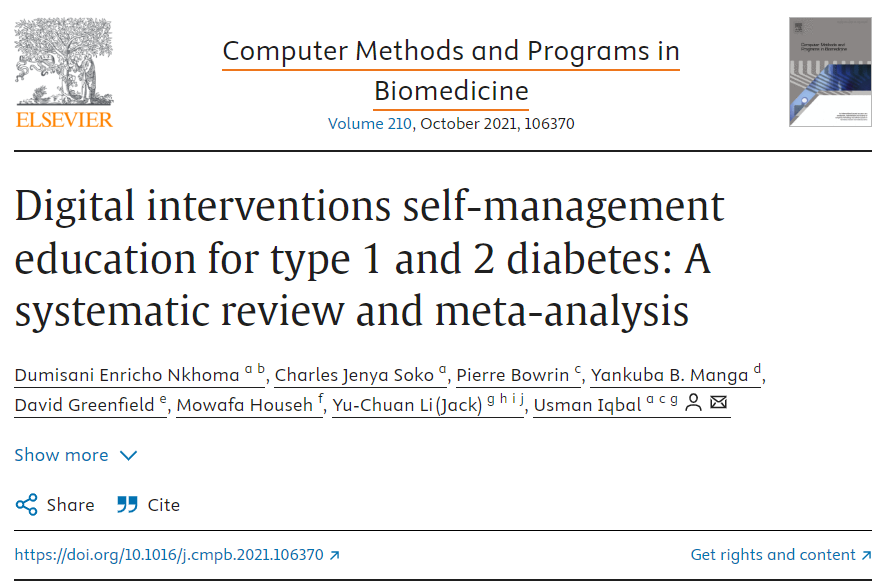 Computer Methods and Programs in
Biomedicine
Volume 210, October 2021, 106370
ELSEVIER
Digital interventions self-management
education for type 1 and 2 diabetes: A
systematic review and meta-analysis
Dumisani Enricho Nkhoma a b, Charles Jenya Soko a, Pierre Bowrin c, Yankuba B. Manga d,
David Greenfield e, Mowafa Househ f, Yu-Chuan Li(Jack) g h i j, Usman Iqbal a c g
Show more
Share Cite
https://doi.org/10.1016/j.cmpb.2021.106370
Get rights and content